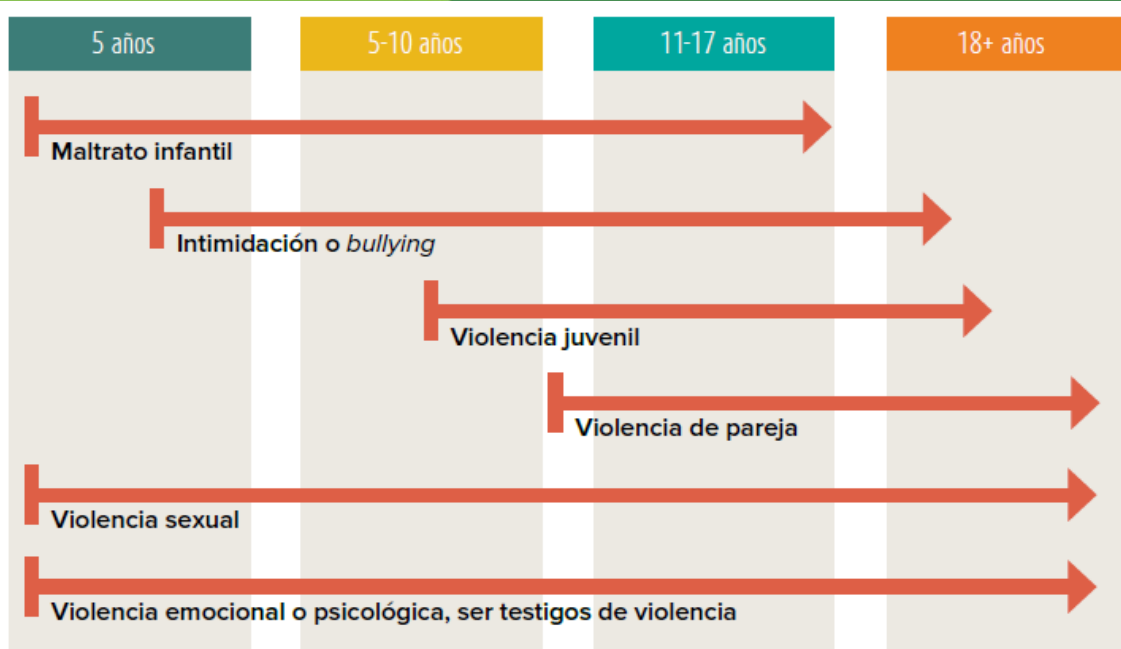 5 años
5-10 años
11-17 años
18+ años
Maltrato infantil
Intimidación o bullying
Violencia juvenil
Violencia de pareja
Violencia sexual
Violencia emocional o psicológica, ser testigos de violencia